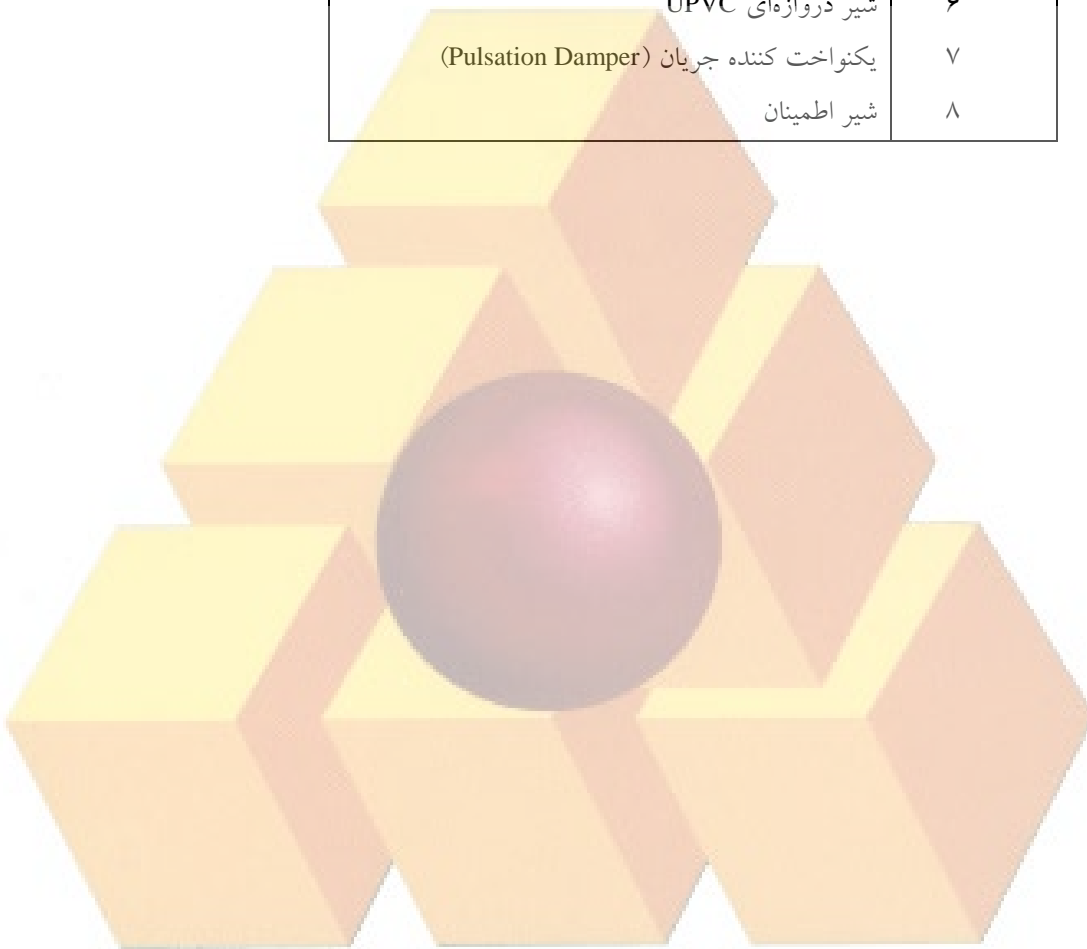 ۶ شیر دروازه‌ای UPVC
۷ یکنواخت کننده جریان (Pulsation Damper)
۸ شیر اطمینان